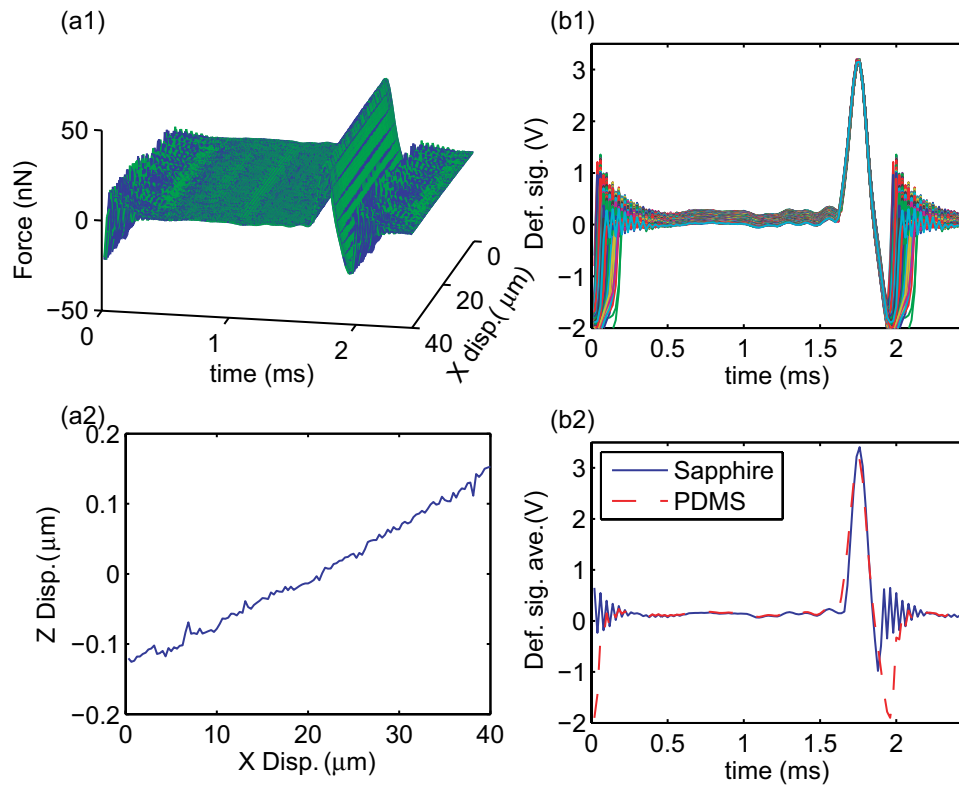 (a1)
50
0
−50
Force (nN)
0
1
2
time (ms)
0
20
40
X disp.( μm)
(b1)
3
2
1
0
−1
−2
Def. sig. (V)
0
0.5
1
1.5
2
time (ms)
(a2)
0.2
0.1
0
−0.1
−0.2
Z Disp.(μm)
0
10
20
30
40
X Disp. (μm)
(b2)
Sapphire
PDMS
3
2
1
0
−1
−2
Def. sig. ave.(V)
0
0.5
1
1.5
2
time (ms)